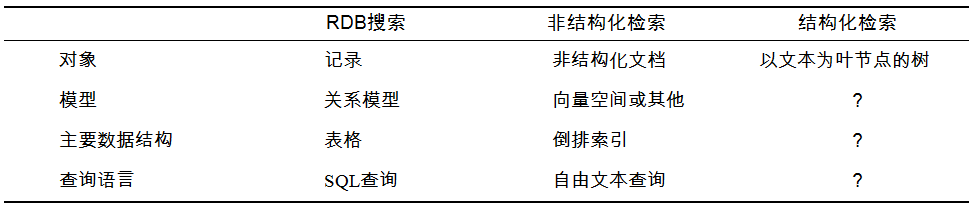 RDB搜索 非结构化检索 结构化检索
对象 记录 非结构化文档 以文本为叶节点的树
模型 关系模型 向量空间或其他 ?
主要数据结构 表格 倒排索引 ?
查询语言 SQL查询 自由文本查询 ?